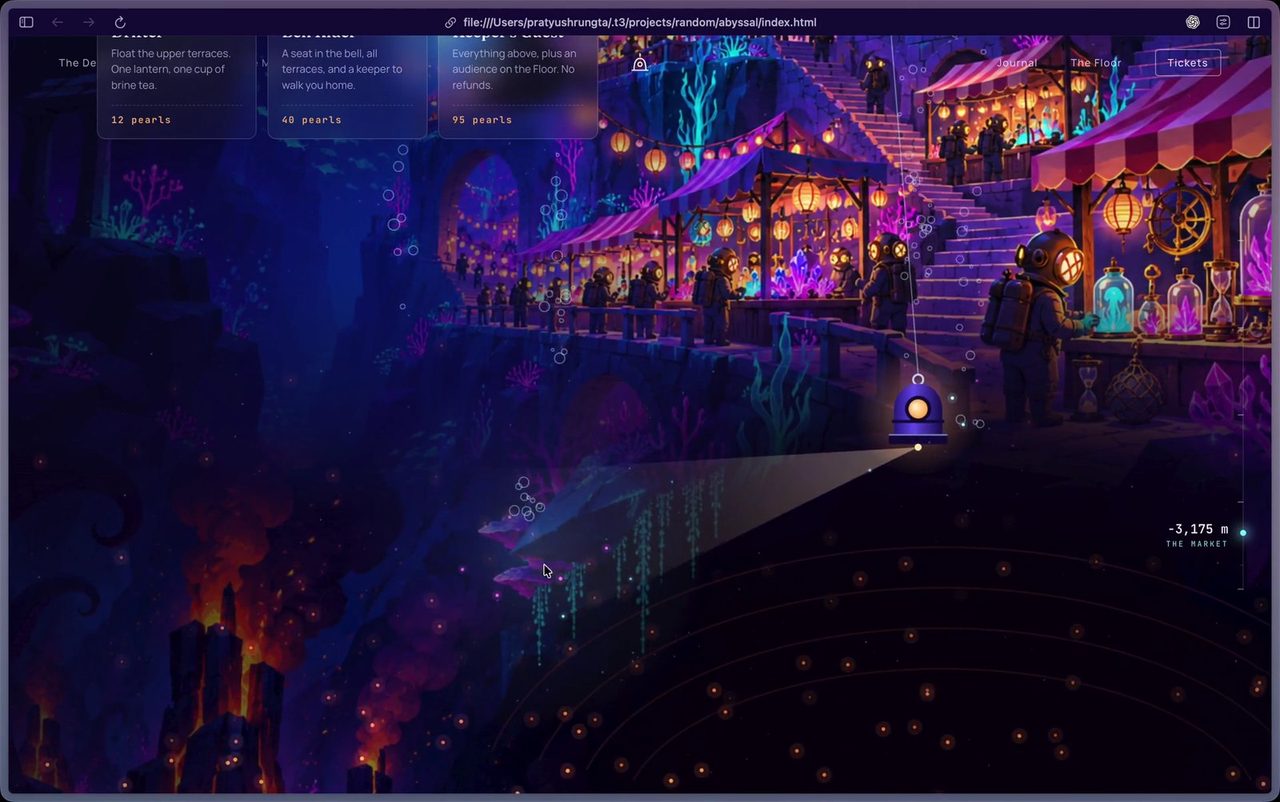 file:///Users/pratyushrungta/.t3/projects/random/abyssal/index.html
The De
Journal
The Floor
Tickets
Float the upper terraces.
One lantern, one cup of
brine tea.
12 pearls
A seat in the bell, all
terraces, and a keeper to
walk you home.
40 pearls
Everything above, plus an
audience on the Floor. No
refunds.
95 pearls
-3,175 m
THE MARKET